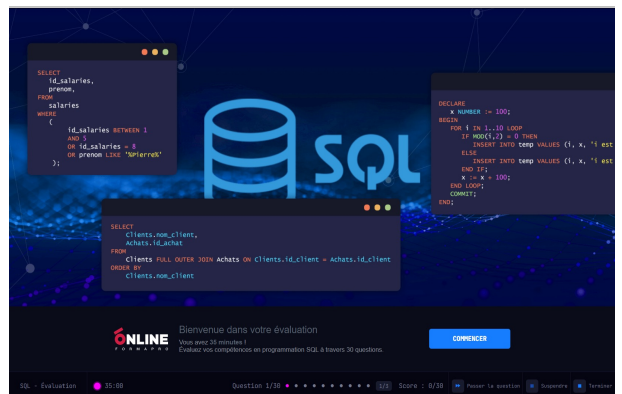 SELECT
id_salaries,
prenom,
FROM
salaries
WHERE
(
id_salaries BETWEEN 1
AND 5
OR id_salaries = 8
OR prenom LIKE '%Pierre%'
);
SQL
DECLARE
x NUMBER := 100;
BEGIN
FOR i IN 1..10 LOOP
IF MOD(i,2) = 0 THEN
INSERT INTO temp VALUES (i, x, 'i est
ELSE
INSERT INTO temp VALUES (i, x, 'i est
END IF;
x := x + 100;
END LOOP;
COMMIT;
END;
SELECT
Clients.nom_client,
Achats.id_achat
FROM
Clients FULL OUTER JOIN Achats ON Clients.id_client = Achats.id_client
ORDER BY
Clients.nom_client
ÓNLINE
FORMAPRO
Bienvenue dans votre évaluation
Vous avez 36 minutes !
Évaluez vos compétences en programmation SQL à travers 30 questions.
COMMENCER
SQL - Évaluation
35:00
Question 1/30
1/3
Score : 0/30
Passer la question
Suspendre
Terminer